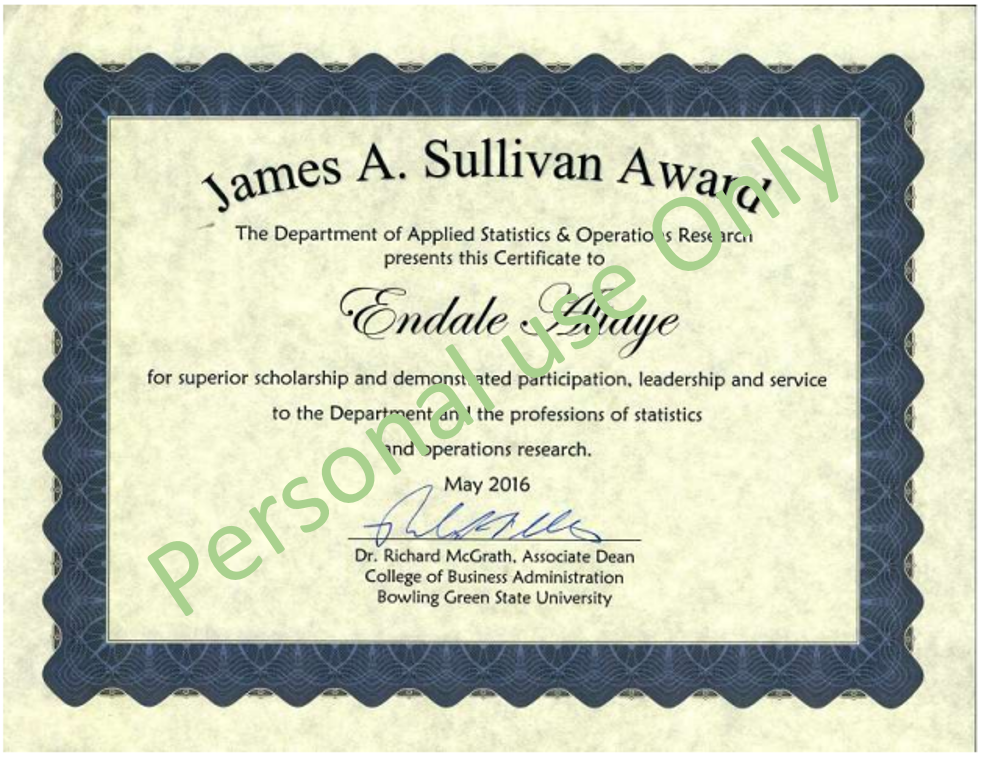 James A. Sullivan Award
The Department of Applied Statistics & Operations Research
presents this Certificate to
Endale
for superior scholarship and demonstrated participation, leadership and service
to the Department and the professions of statistics
and operations research.
May 2016
Dr. Richard McGrath, Associate Dean
College of Business Administration
Bowling Green State University
Personal use Only